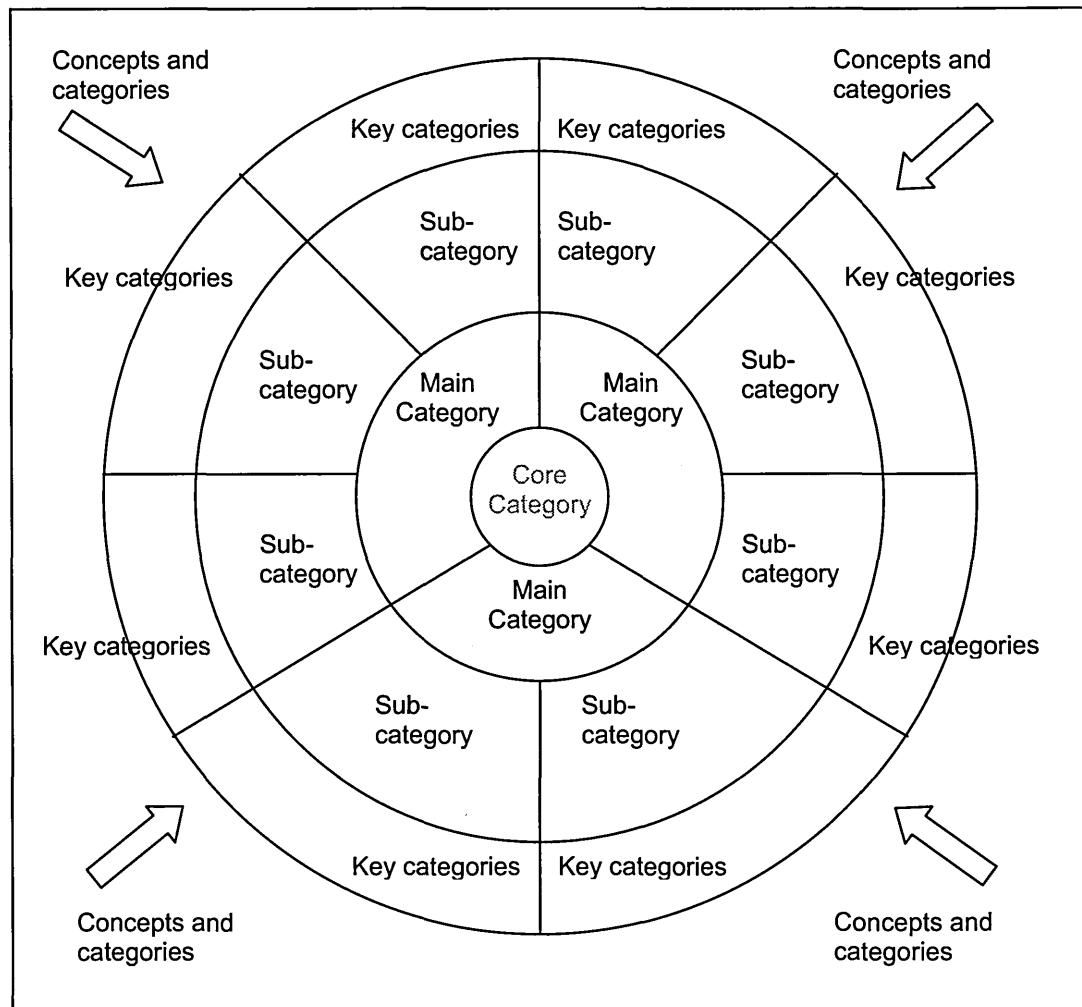 Concepts and
categories
Concepts and
categories
Key categories
Key categories
Sub-
category
Sub-
category
Key categories
Key categories
Sub-
category
Sub-
category
Main
Category
Main
Category
Core
Category
Sub-
category
Sub-
category
Main
Category
Key categories
Key categories
Sub-
category
Sub-
category
Key categories
Key categories
Concepts and
categories
Concepts and
categories